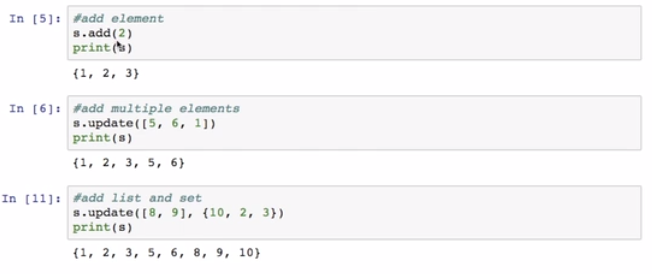 In [5]: #add element
s.add(2)
print(s)
{1, 2, 3}
In [6]: #add multiple elements
s.update([5, 6, 1])
print(s)
{1, 2, 3, 5, 6}
In [11]: #add list and set
s.update([8, 9], {10, 2, 3})
print(s)
{1, 2, 3, 5, 6, 8, 9, 10}